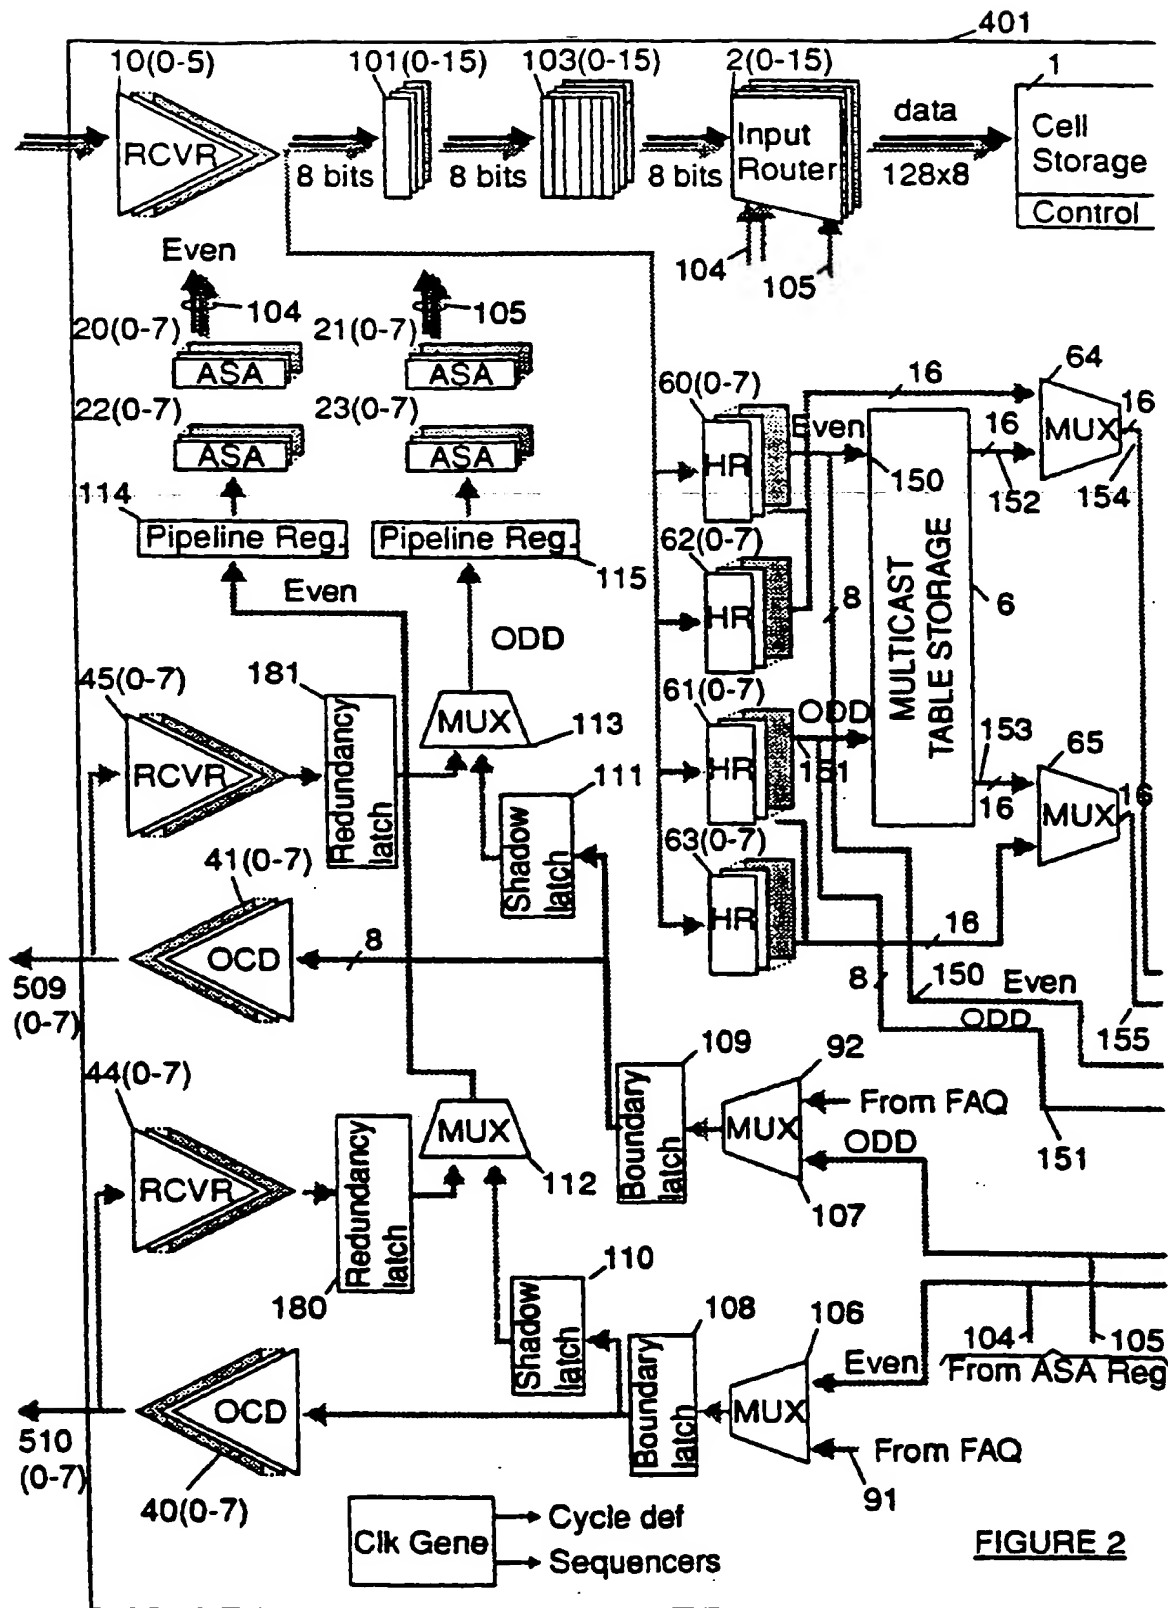 401
10(0-5) 101(0-15) 103(0-15) 2(0-15) 1
RCVR
8 bits
8 bits
8 bits
Input Router
data
128x8
Cell Storage
Control
104
105
Even
104
105
20(0-7)
ASA
21(0-7)
ASA
22(0-7)
ASA
23(0-7)
ASA
114
Pipeline Reg.
Pipeline Reg.
115
Even
ODD
60(0-7)
HR
Even
16
150
62(0-7)
HR
8
61(0-7)
HR
ODD
151
63(0-7)
HR
MULTICAST
TABLE STORAGE
6
16
152
64
MUX
16
154
153
16
65
MUX
16
16
8
150
Even
ODD
155
151
45(0-7)
RCVR
181
Redundancy
latch
MUX
113
111
Shadow
latch
41(0-7)
OCD
8
509
(0-7)
44(0-7)
RCVR
180
Redundancy
latch
MUX
112
109
Boundary
latch
92
MUX
From FAQ
ODD
107
110
Shadow
latch
108
Boundary
latch
106
MUX
Even
From FAQ
91
104
105
From ASA Reg
510
(0-7)
OCD
40(0-7)
Clk Gene
Cycle def
Sequencers
FIGURE 2